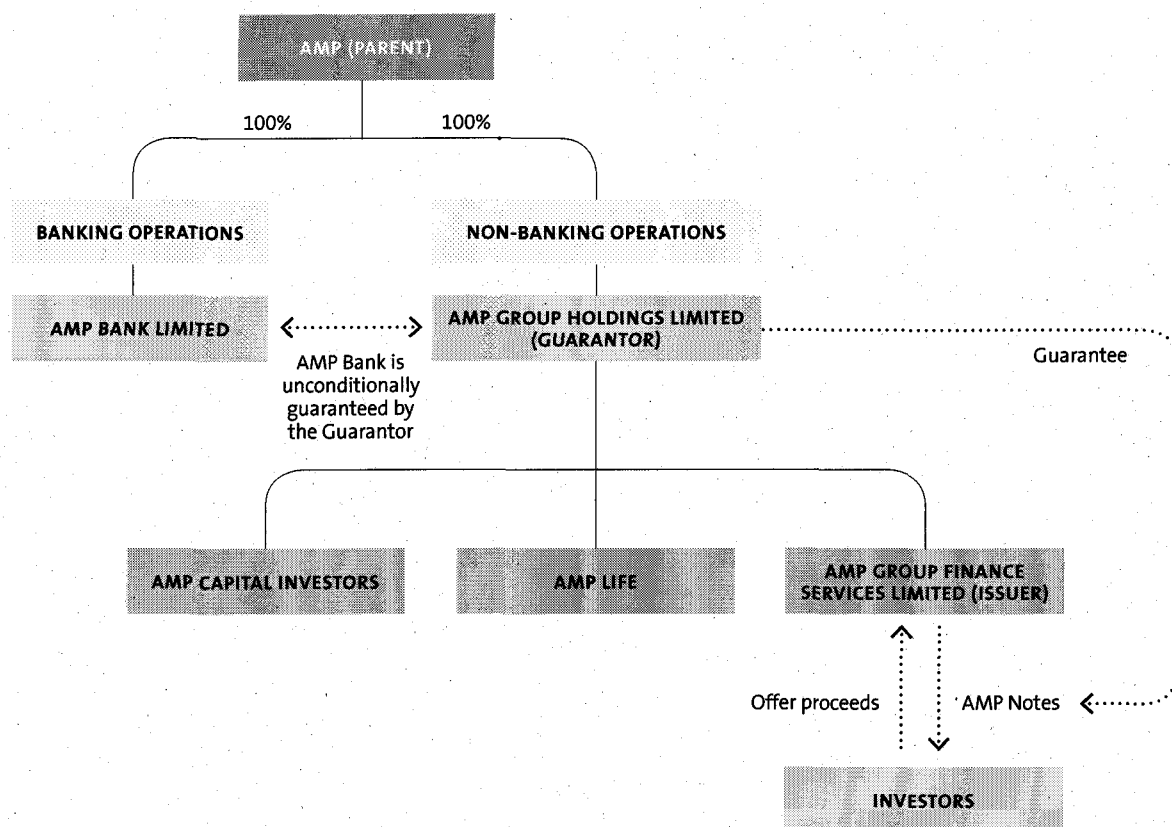 AMP (PARENT)
100%
100%
BANKING OPERATIONS
NON-BANKING OPERATIONS
AMP BANK LIMITED
AMP GROUP HOLDINGS LIMITED
(GUARANTOR)
AMP Bank is
unconditionally
guaranteed by
the Guarantor
Guarantee
AMP CAPITAL INVESTORS
AMP LIFE
AMP GROUP FINANCE
SERVICES LIMITED (ISSUER)
Offer proceeds
AMP Notes
INVESTORS